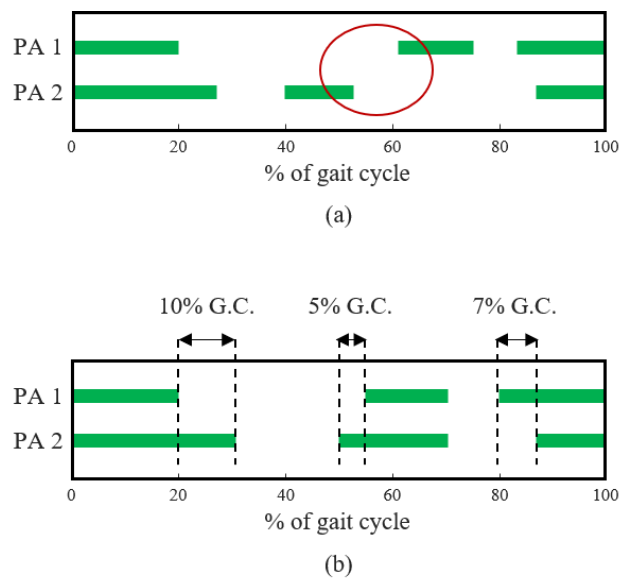 PA 1
PA 2
0 20 40 60 80 100
% of gait cycle
(a)
10% G.C. 5% G.C. 7% G.C.
PA 1
PA 2
0 20 40 60 80 100
% of gait cycle
(b)